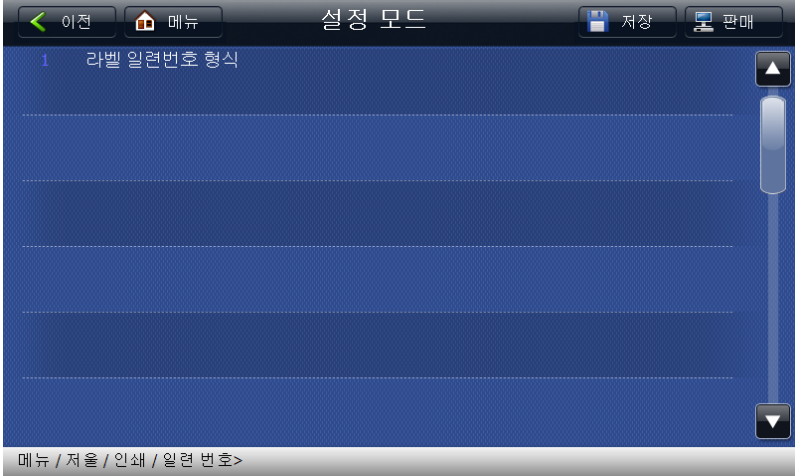 이전 메뉴 설정 모드 저장 판매
1 라벨 일련번호 형식
메뉴 / 저울 / 인쇄 / 일련 번호>